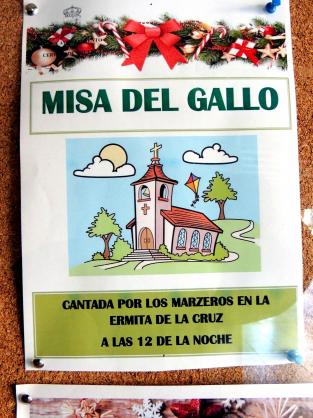 MISA DEL GALLO
CANTADA POR LOS MARZEROS EN LA
ERMITA DE LA CRUZ
A LAS 12 DE LA NOCHE